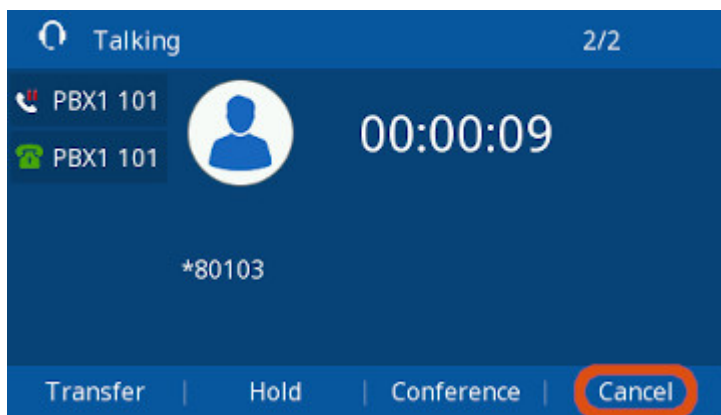 Talking 2/2
PBX1 101
PBX1 101
00:00:09
*80103
Transfer | Hold | Conference | Cancel